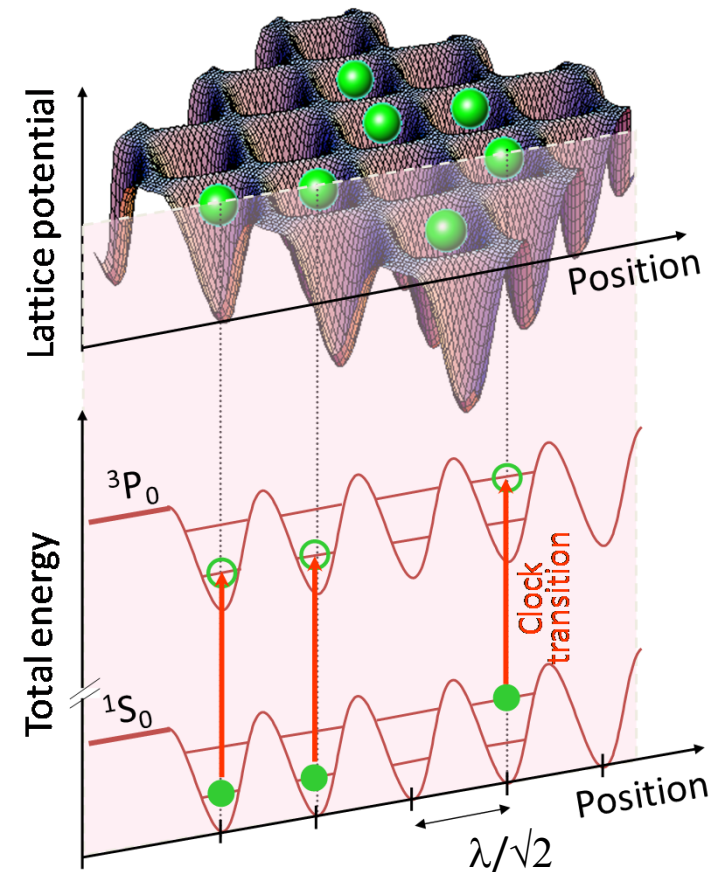 Lattice potential
Position
³P₀
Total energy
Clock
transition
¹S₀
Position
λ/√2